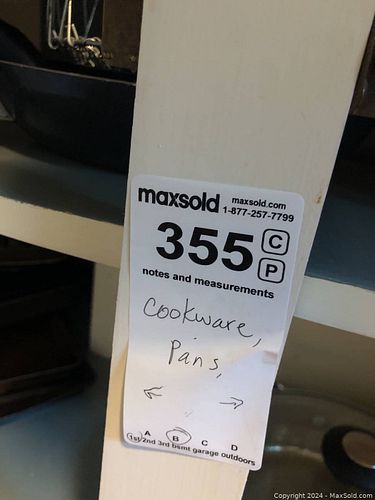 maxsold maxsold.com
1-877-257-7799
355 C
P
notes and measurements
Cookware,
Pans,
← →
A B C D
1st 2nd 3rd bsmt garage outdoors
Copyright 2024 - MaxSold.com